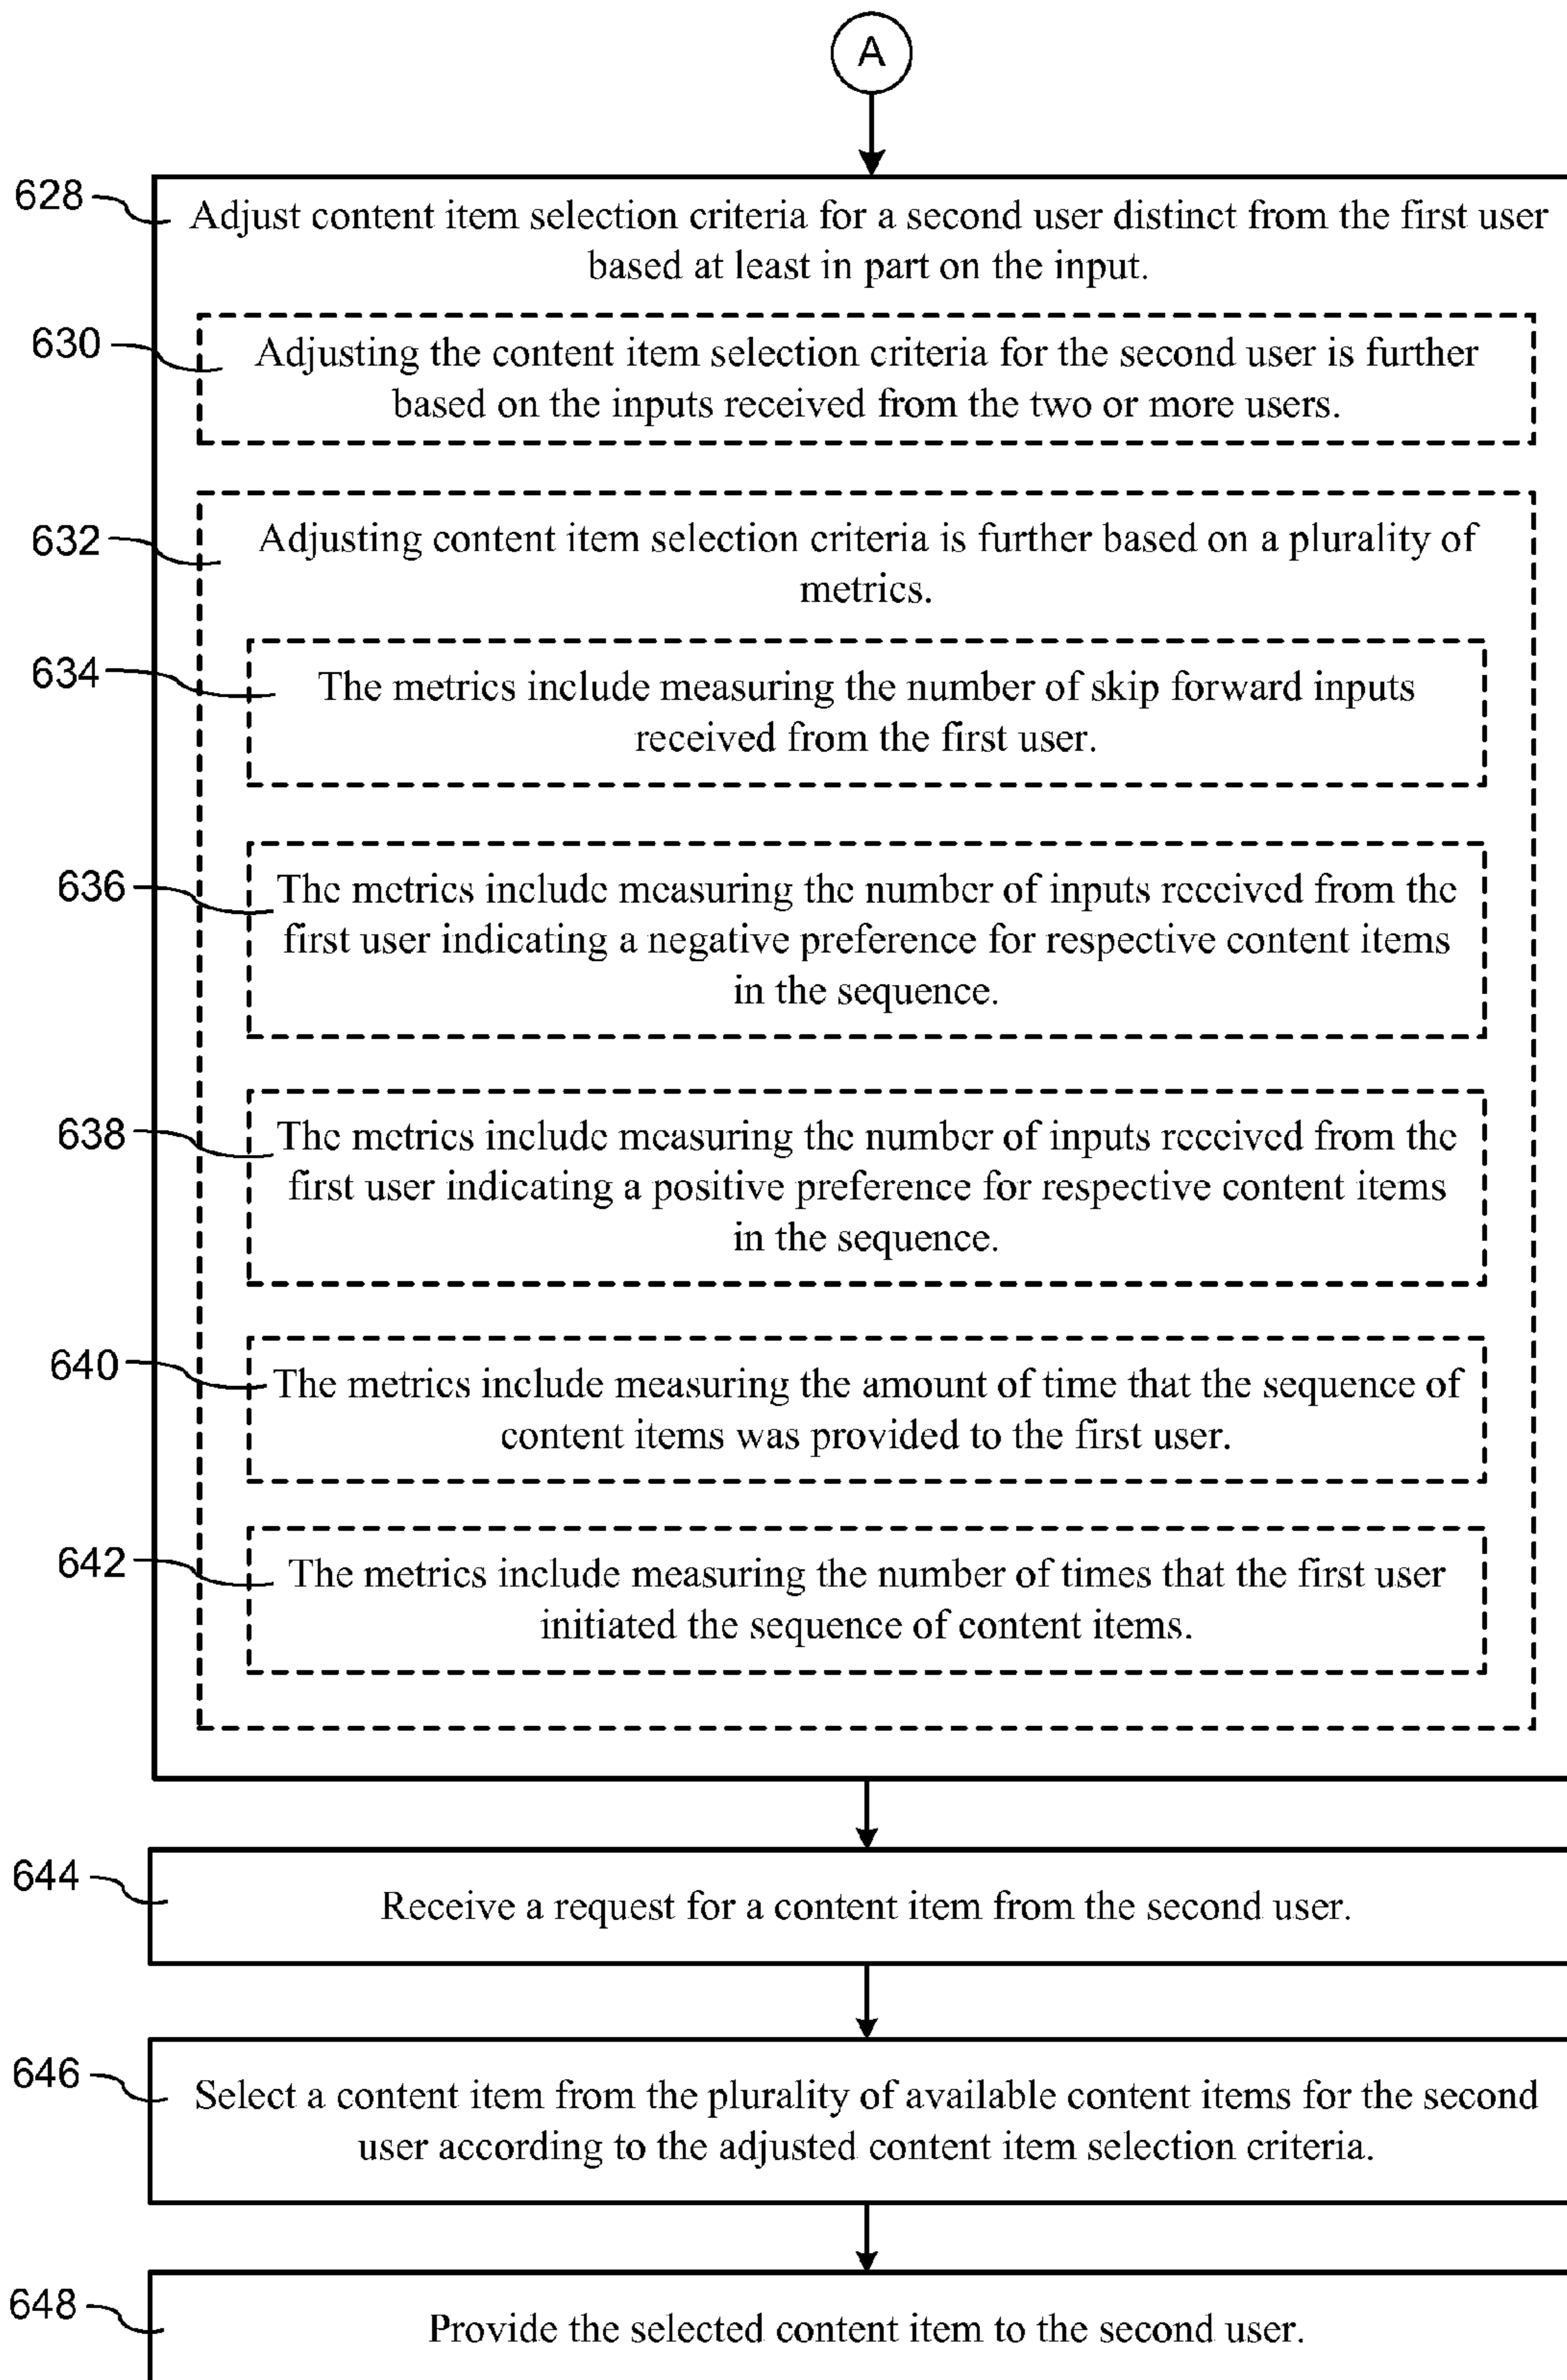 A
628
Adjust content item selection criteria for a second user distinct from the first user
based at least in part on the input.
630
Adjusting the content item selection criteria for the second user is further
based on the inputs received from the two or more users.
632
Adjusting content item selection criteria is further based on a plurality of
metrics.
634
The metrics include measuring the number of skip forward inputs
received from the first user.
636
The metrics include measuring the number of inputs received from the
first user indicating a negative preference for respective content items
in the sequence.
638
The metrics include measuring the number of inputs received from the
first user indicating a positive preference for respective content items
in the sequence.
640
The metrics include measuring the amount of time that the sequence of
content items was provided to the first user.
642
The metrics include measuring the number of times that the first user
initiated the sequence of content items.
644
Receive a request for a content item from the second user.
646
Select a content item from the plurality of available content items for the second
user according to the adjusted content item selection criteria.
648
Provide the selected content item to the second user.